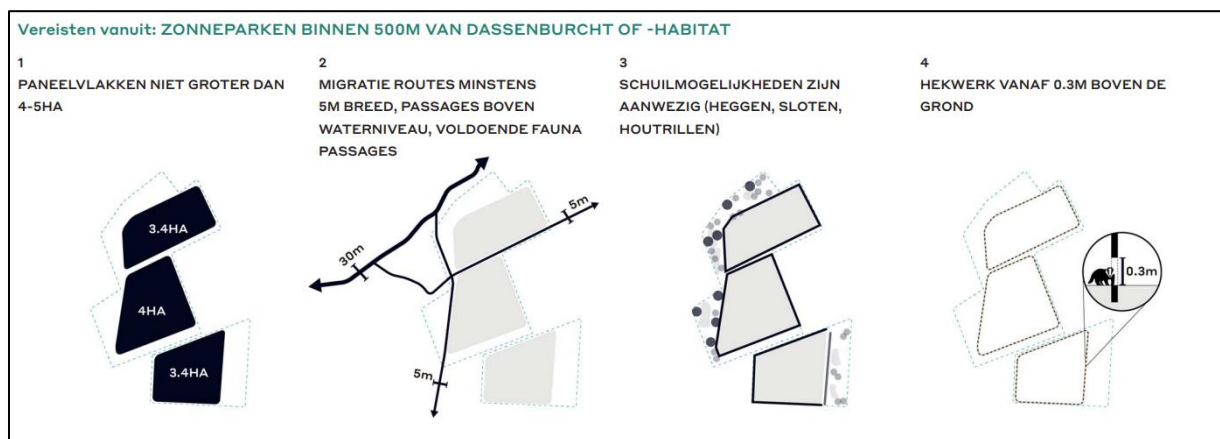 Vereisten vanuit: ZONNEPARKEN BINNEN 500M VAN DASSENBURCHT OF -HABITAT
1
PANEELVLAKKEN NIET GROTER DAN
4-5HA
3.4HA
4HA
3.4HA
2
MIGRATIE ROUTES MINSTENS
5M BREED, PASSAGES BOVEN
WATERNIVEAU, VOLDOENDE FAUNA
PASSAGES
5m
30m
5m
3
SCHUILMOGELIJKHEDEN ZIJN
AANWEZIG (HEGGEN, SLOTEN,
HOUTRILLEN)
4
HEKWERK VANAF 0.3M BOVEN DE
GROND
0.3m